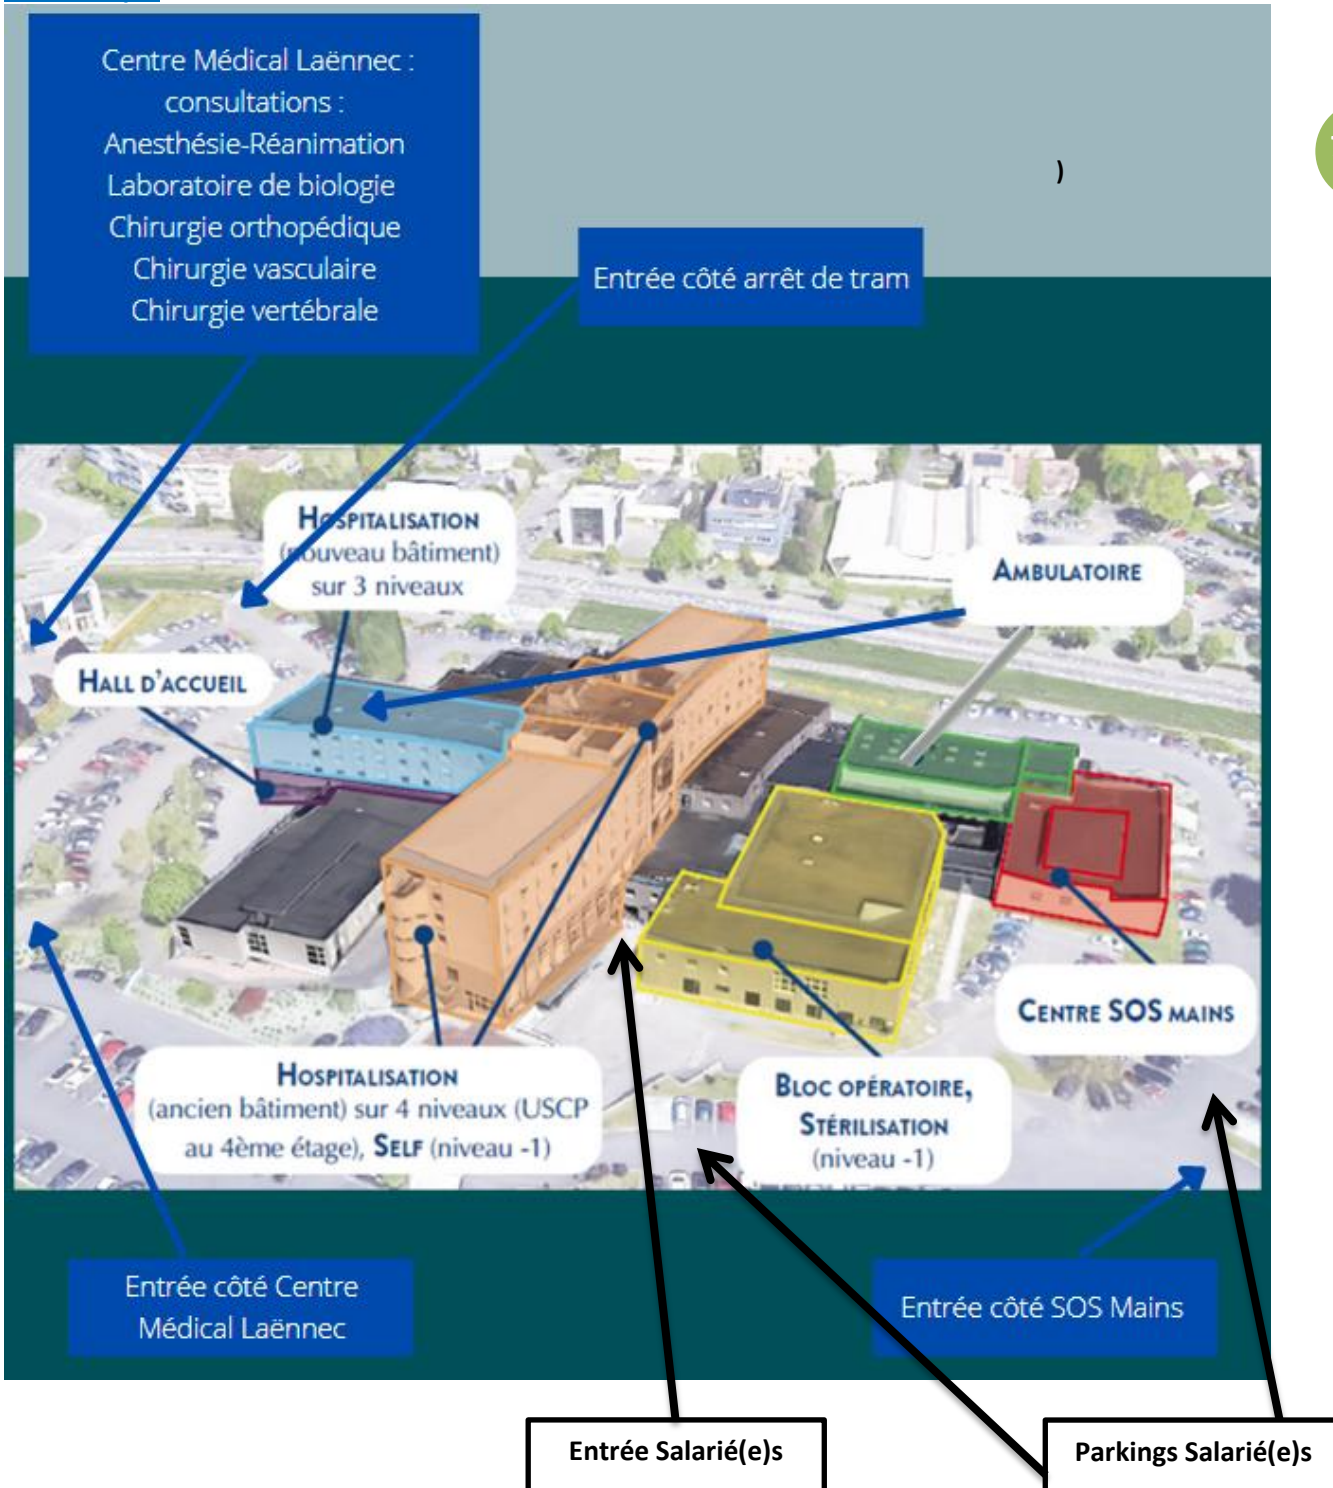 Centre Médical Laënnec :
consultations :
Anesthésie-Réanimation
Laboratoire de biologie
Chirurgie orthopédique
Chirurgie vasculaire
Chirurgie vertébrale
)
Entrée côté arrêt de tram
HOSPITALISATION
(nouveau bâtiment)
sur 3 niveaux
AMBULATOIRE
HALL D'ACCUEIL
CENTRE SOS MAINS
HOSPITALISATION
(ancien bâtiment) sur 4 niveaux (USCP
au 4ème étage), SELF (niveau -1)
BLOC OPÉRATOIRE,
STÉRILISATION
(niveau -1)
Entrée côté Centre
Médical Laënnec
Entrée côté SOS Mains
Entrée Salarié(e)s
Parkings Salarié(e)s